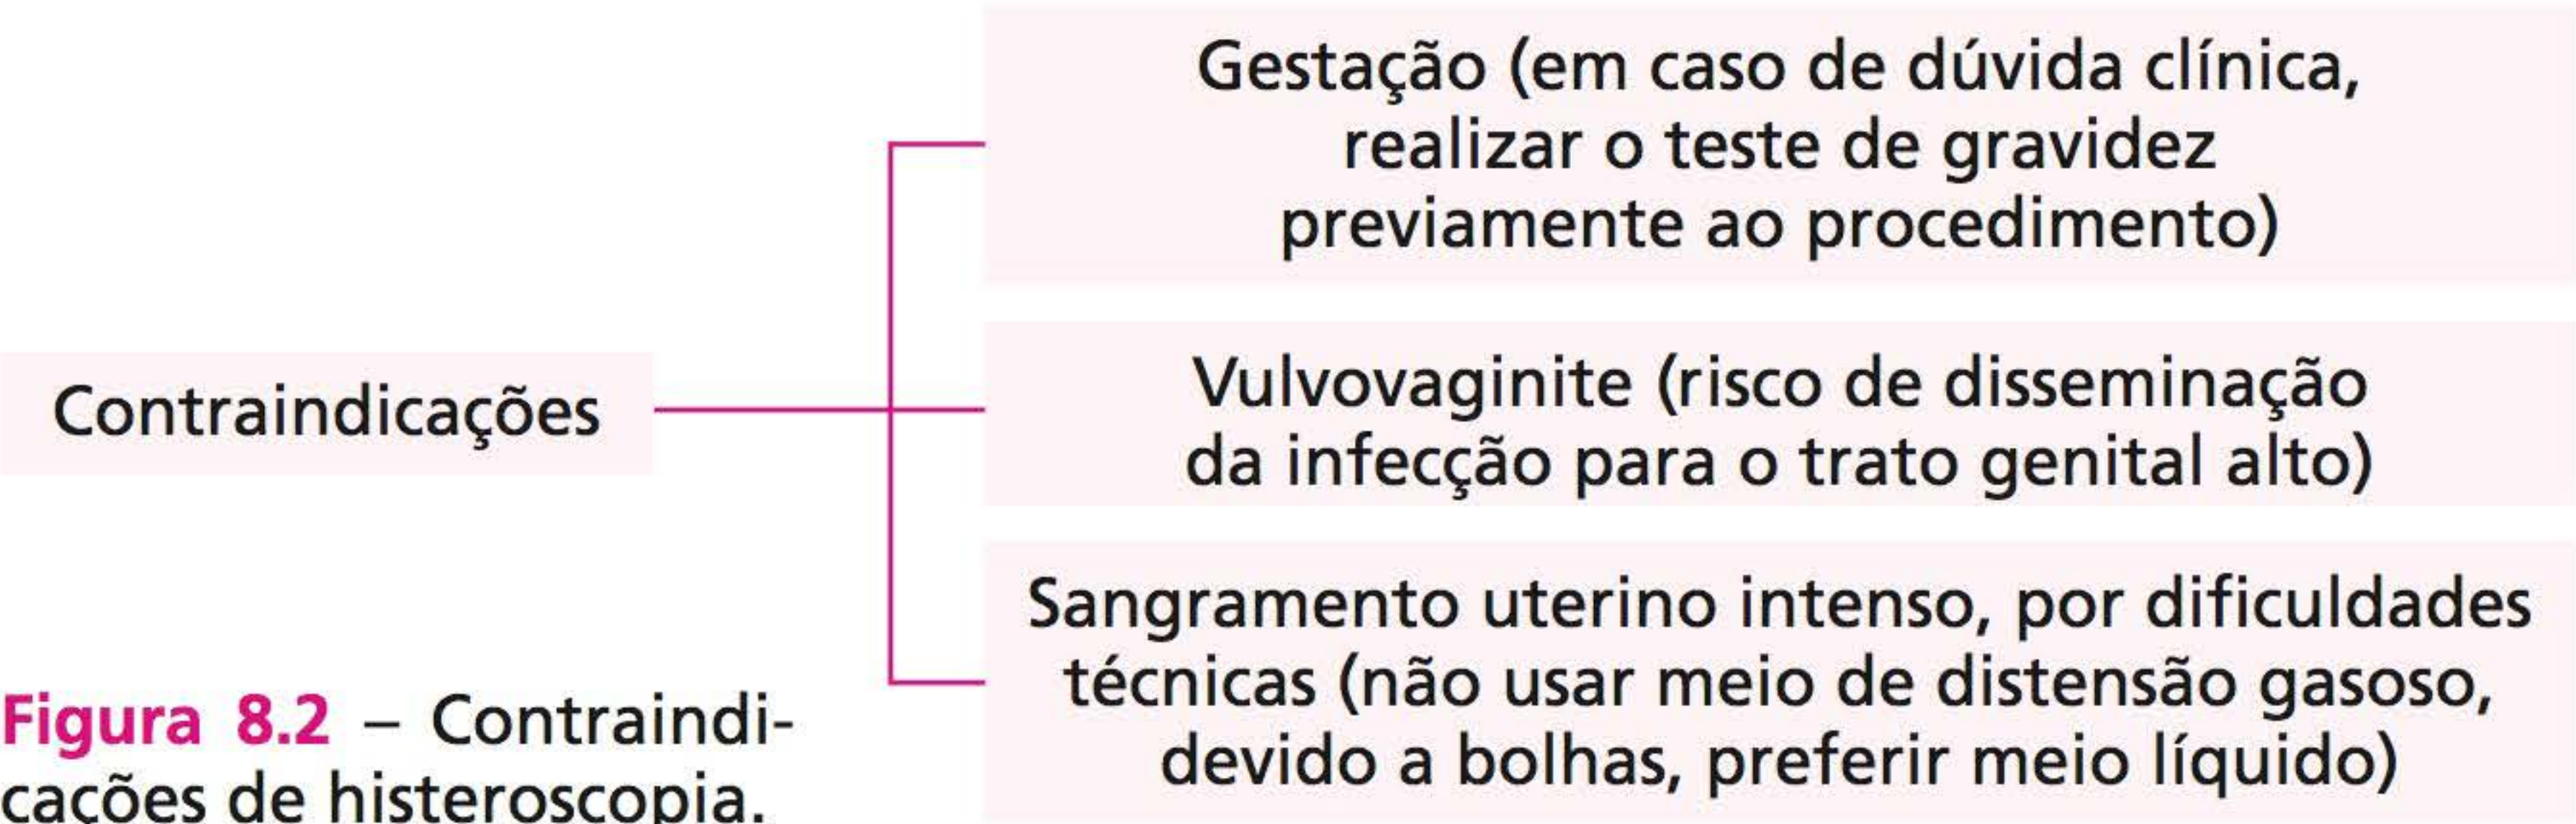 Gestação (em caso de dúvida clínica,
realizar o teste de gravidez
previamente ao procedimento)
Contraindicações
Vulvovaginite (risco de disseminação
da infecção para o trato genital alto)
Sangramento uterino intenso, por dificuldades
técnicas (não usar meio de distensão gasoso,
devido a bolhas, preferir meio líquido)
Figura 8.2 – Contraindi-
cações de histeroscopia.